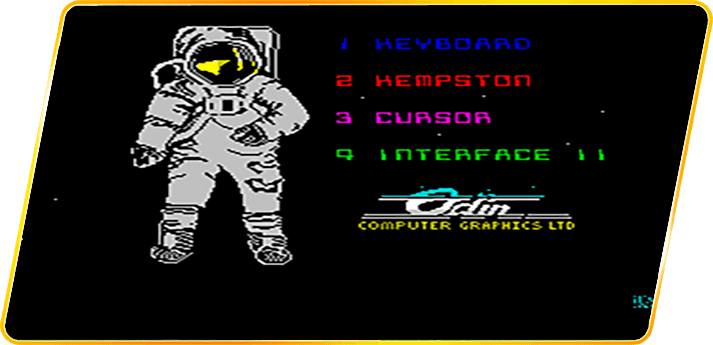 1 KEYBOARD
2 KEMPSTON
3 CURSOR
4 INTERFACE II
Odin
COMPUTER GRAPHICS LTD